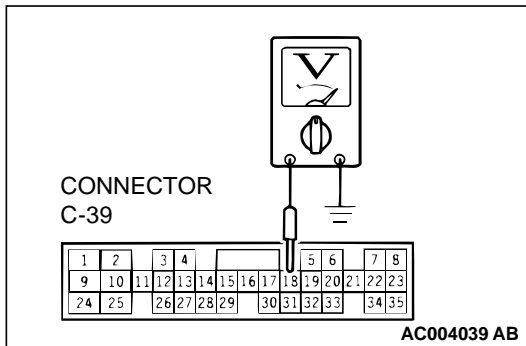 V
CONNECTOR
C-39
1 2 3 4 5 6 7 8
9 10 11 12 13 14 15 16 17 18 19 20 21 22 23
24 25 26 27 28 29 30 31 32 33 34 35
AC004039 AB